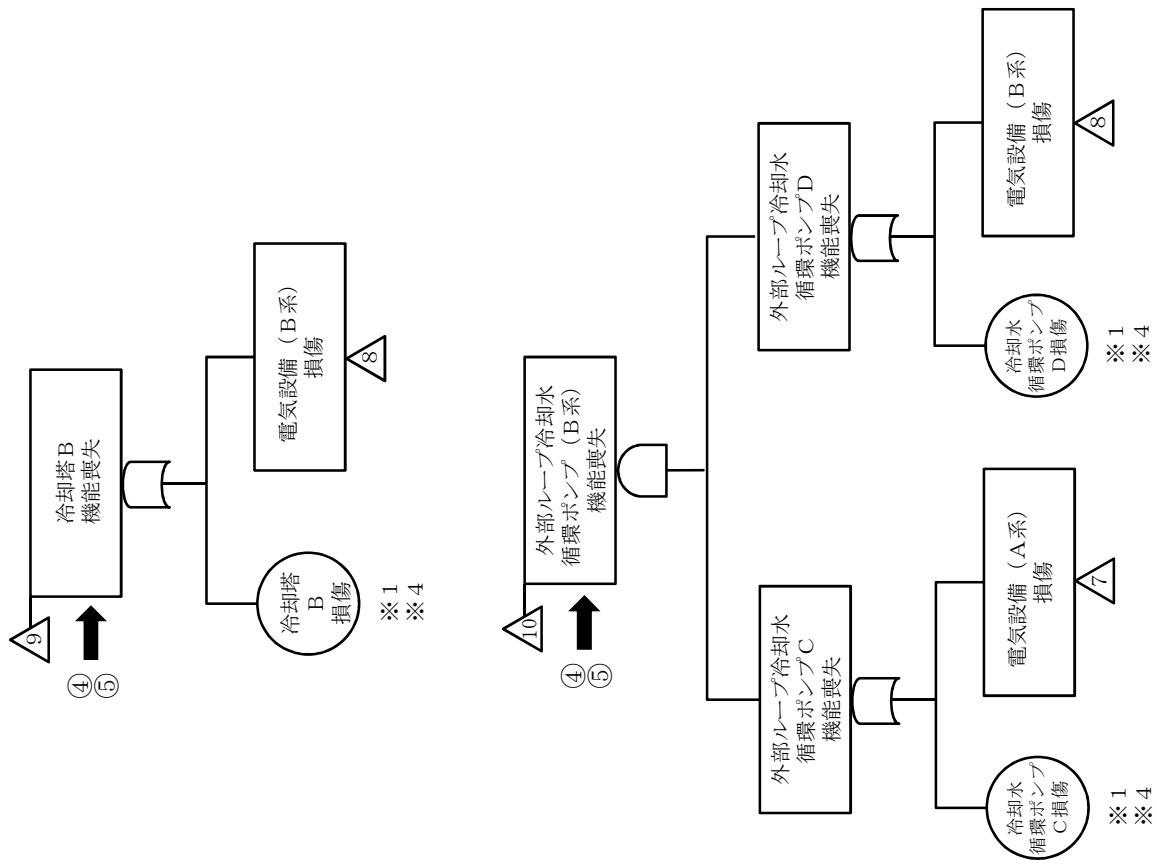 9
④
⑤
冷却塔B
機能喪失
冷却塔
B
損傷
※1
※4
電気設備（B系）
損傷
8
10
④
⑤
外部ループ冷却水
循環ポンプ（B系）
機能喪失
外部ループ冷却水
循環ポンプC
機能喪失
冷却水
循環ポンプ
C損傷
※1
※4
電気設備（A系）
損傷
7
外部ループ冷却水
循環ポンプD
機能喪失
冷却水
循環ポンプ
D損傷
※1
※4
電気設備（B系）
損傷
8